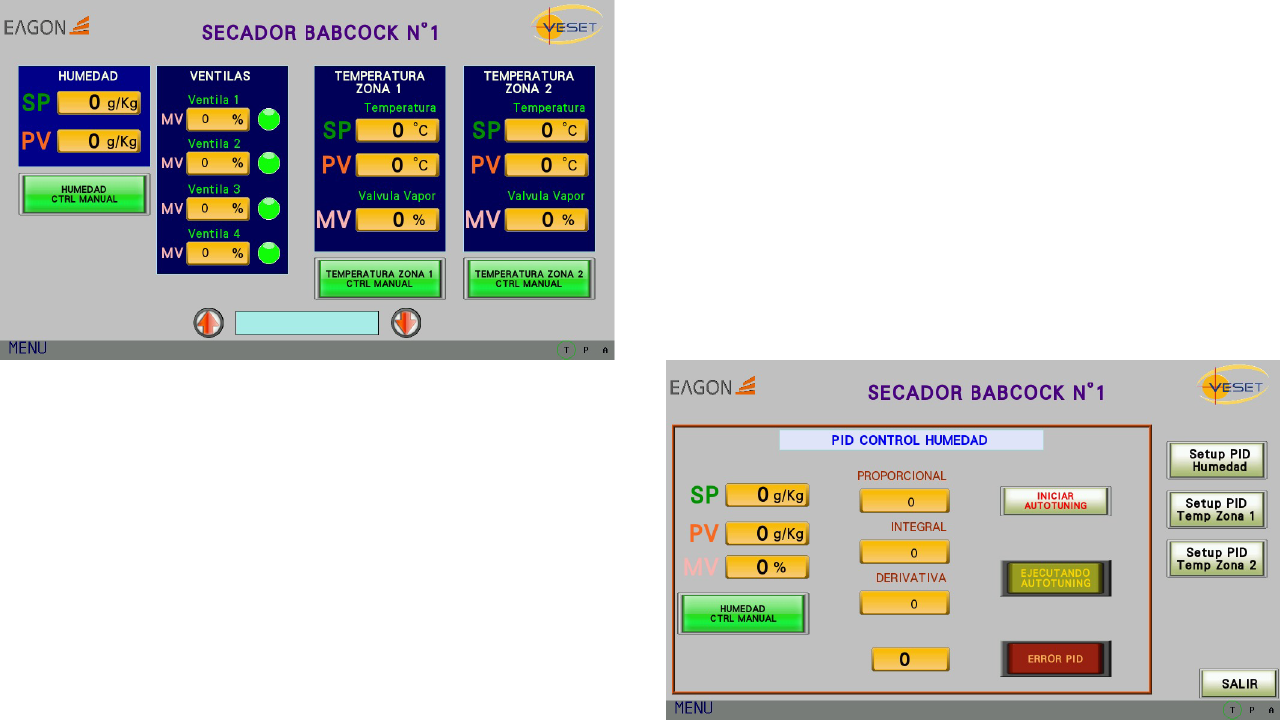 EAGON
SECADOR BABCOCK N°1
VESET
HUMEDAD
SP 0 g/Kg
PV 0 g/Kg
HUMEDAD
CTRL MANUAL
VENTILAS
Ventila 1
MV 0 %
Ventila 2
MV 0 %
Ventila 3
MV 0 %
Ventila 4
MV 0 %
TEMPERATURA
ZONA 1
Temperatura
SP 0 °C
PV 0 °C
Valvula Vapor
MV 0 %
TEMPERATURA ZONA 1
CTRL MANUAL
TEMPERATURA
ZONA 2
Temperatura
SP 0 °C
PV 0 °C
Valvula Vapor
MV 0 %
TEMPERATURA ZONA 2
CTRL MANUAL
MENU
T P A
EAGON
SECADOR BABCOCK N°1
VESET
PID CONTROL HUMEDAD
SP 0 g/Kg
PV 0 g/Kg
MV 0 %
HUMEDAD
CTRL MANUAL
PROPORCIONAL
0
INTEGRAL
0
DERIVATIVA
0
0
INICIAR
AUTOTUNING
EJECUTANDO
AUTOTUNING
ERROR PID
Setup PID
Humedad
Setup PID
Temp Zona 1
Setup PID
Temp Zona 2
SALIR
MENU
T P A